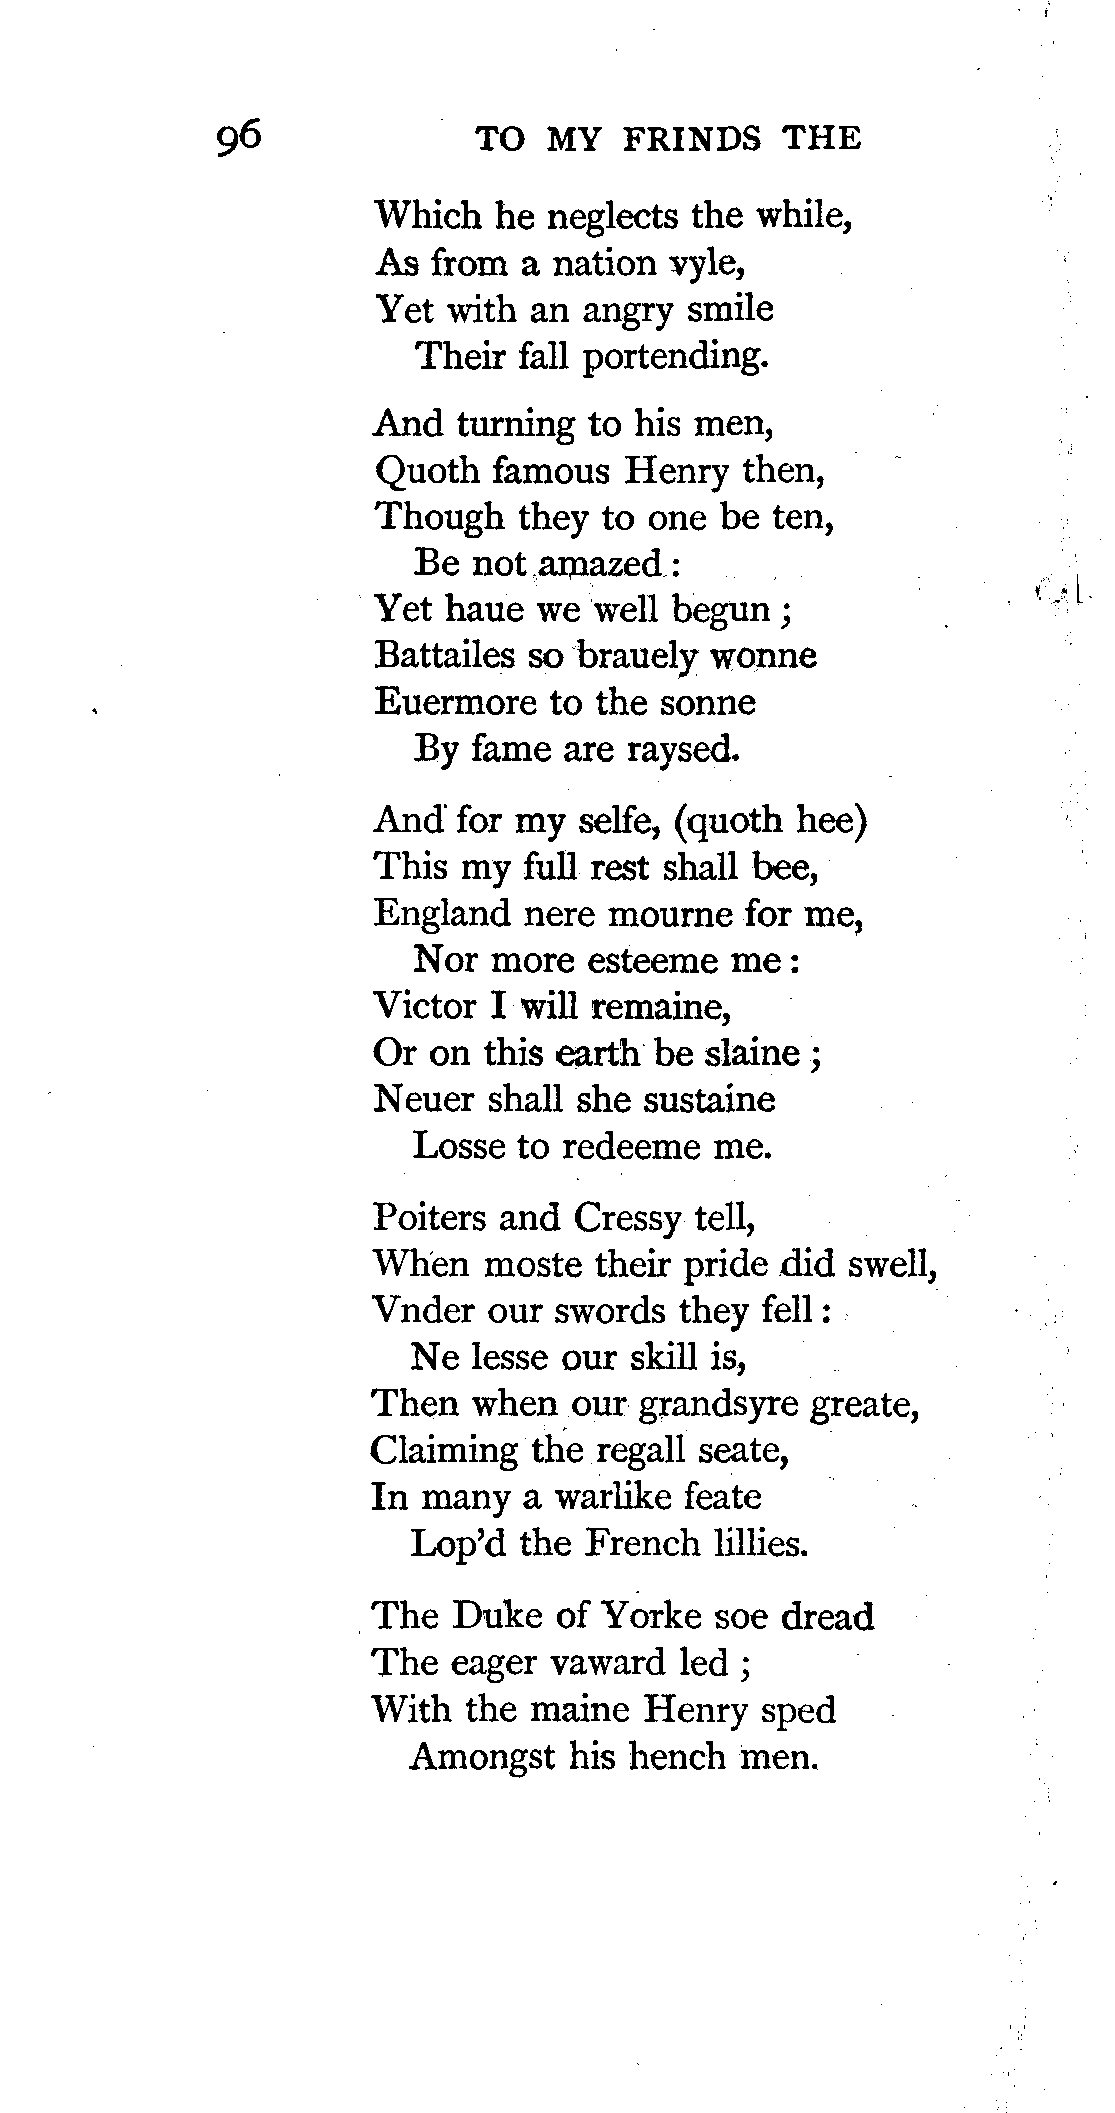 96 TO MY FRINDS THE
Which he neglects the while,
As from a nation vyle,
Yet with an angry smile
Their fall portending.
And turning to his men,
Quoth famous Henry then,
Though they to one be ten,
Be not amazed :
Yet haue we well begun ;
Battailes so brauely wonne
Euermore to the sonne
By fame are raysed.
And for my selfe, (quoth hee)
This my full rest shall bee,
England nere mourne for me,
Nor more esteeme me :
Victor I will remaine,
Or on this earth be slaine ;
Neuer shall she sustaine
Losse to redeeme me.
Poiters and Cressy tell,
When moste their pride did swell,
Vnder our swords they fell :
Ne lesse our skill is,
Then when our grandsyre greate,
Claiming the regall seate,
In many a warlike feate
Lop'd the French lillies.
The Duke of Yorke soe dread
The eager vaward led ;
With the maine Henry sped
Amongst his hench men.